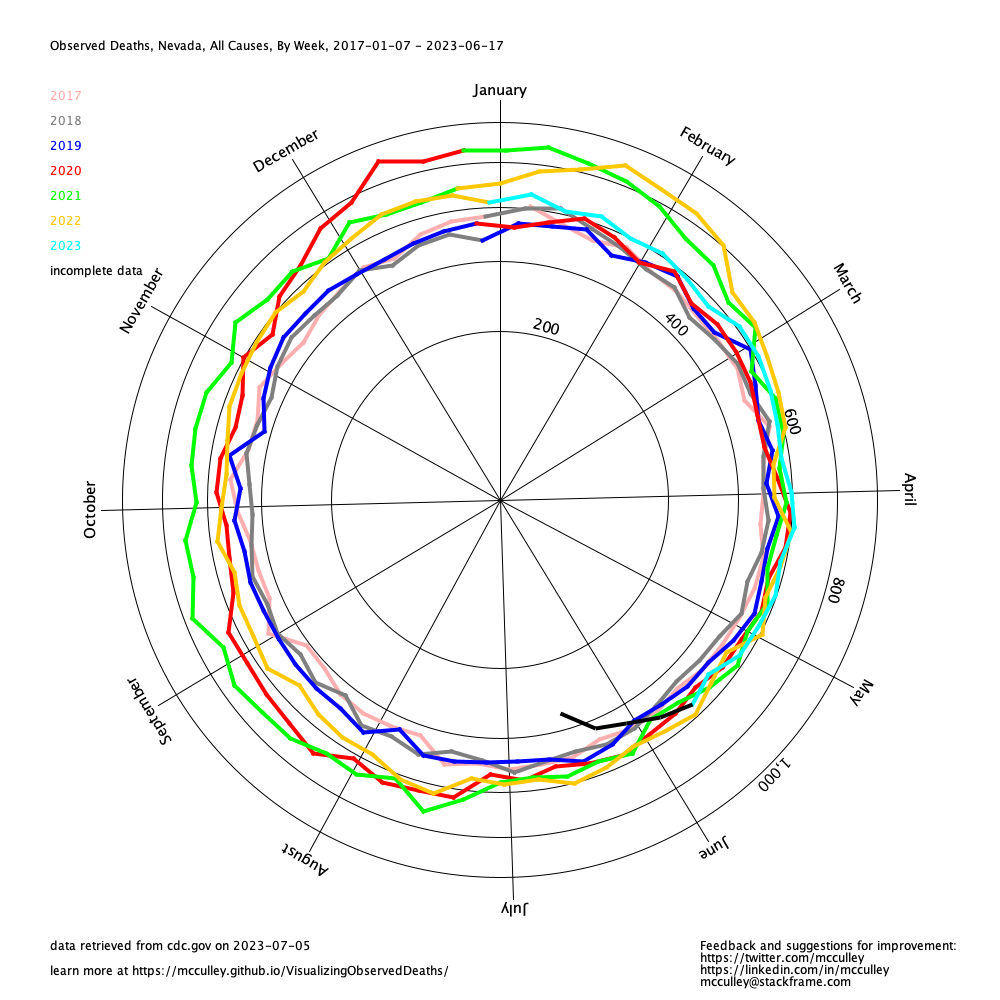 Observed Deaths, Nevada, All Causes, By Week, 2017-01-07 - 2023-06-17
January
2017
2018
2019
2020
2021
2022
2023
incomplete data
December
February
November
March
200
400
600
October
April
800
September
May
1,000
August
June
July
data retrieved from cdc.gov on 2023-07-05
learn more at https://mcculley.github.io/VisualizingObservedDeaths/
Feedback and suggestions for improvement:
https://twitter.com/mcculley
https://linkedin.com/in/mcculley
mcculley@stackframe.com